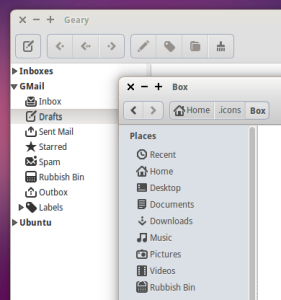 Geary
Inboxes
GMail
Inbox
Drafts
Sent Mail
Starred
Spam
Rubbish Bin
Outbox
Labels
Ubuntu
Box
Home .icons Box
Places
Recent
Home
Desktop
Documents
Downloads
Music
Pictures
Videos
Rubbish Bin